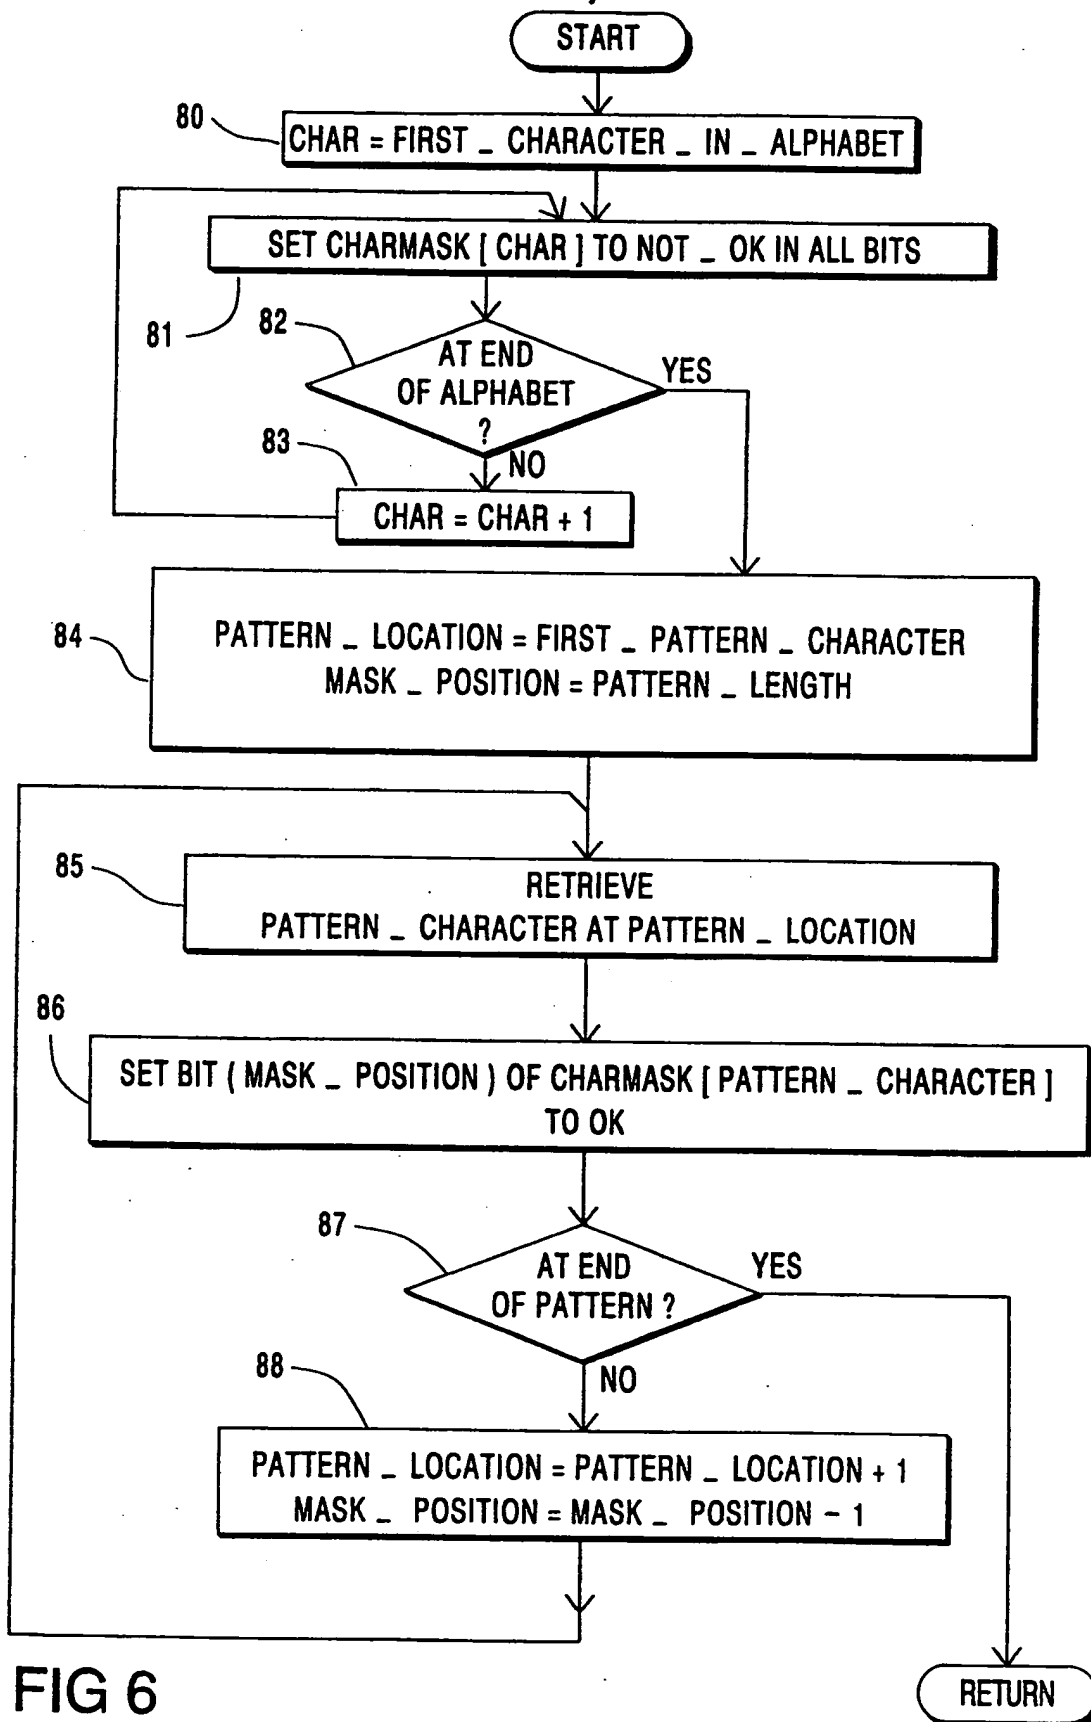 START
80
CHAR = FIRST _ CHARACTER _ IN _ ALPHABET
SET CHARMASK [ CHAR ] TO NOT _ OK IN ALL BITS
81
82
AT END
OF ALPHABET
?
YES
83
NO
CHAR = CHAR + 1
84
PATTERN _ LOCATION = FIRST _ PATTERN _ CHARACTER
MASK _ POSITION = PATTERN _ LENGTH
85
RETRIEVE
PATTERN _ CHARACTER AT PATTERN _ LOCATION
86
SET BIT ( MASK _ POSITION ) OF CHARMASK [ PATTERN _ CHARACTER ]
TO OK
87
AT END
OF PATTERN ?
YES
88
NO
PATTERN _ LOCATION = PATTERN _ LOCATION + 1
MASK _ POSITION = MASK _ POSITION - 1
FIG 6
RETURN